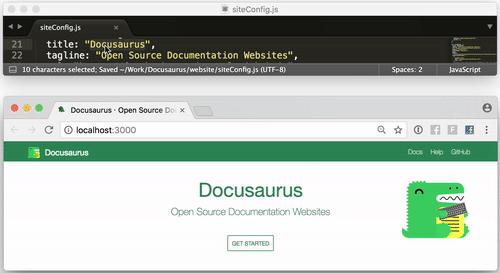 siteConfig.js
siteConfig.js
21 title: "Docusaurus",
22 tagline: "Open Source Documentation Websites",
10 characters selected; Saved ~/Work/Docusaurus/website/siteConfig.js (UTF-8) Spaces: 2 JavaScript
Docusaurus · Open Source Do
localhost:3000
Docusaurus Docs Help GitHub
Docusaurus
Open Source Documentation Websites
GET STARTED